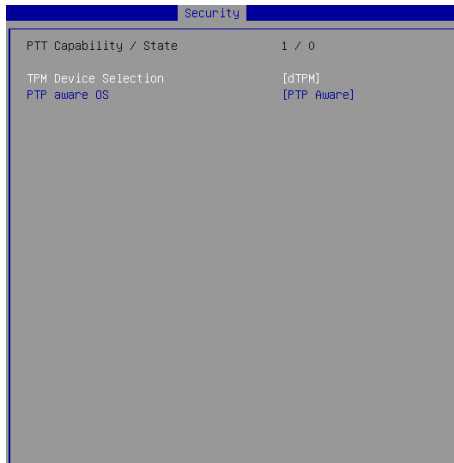 Security
PTT Capability / State 1 / 0
TPM Device Selection [dTPM]
PTP aware OS [PTP Aware]